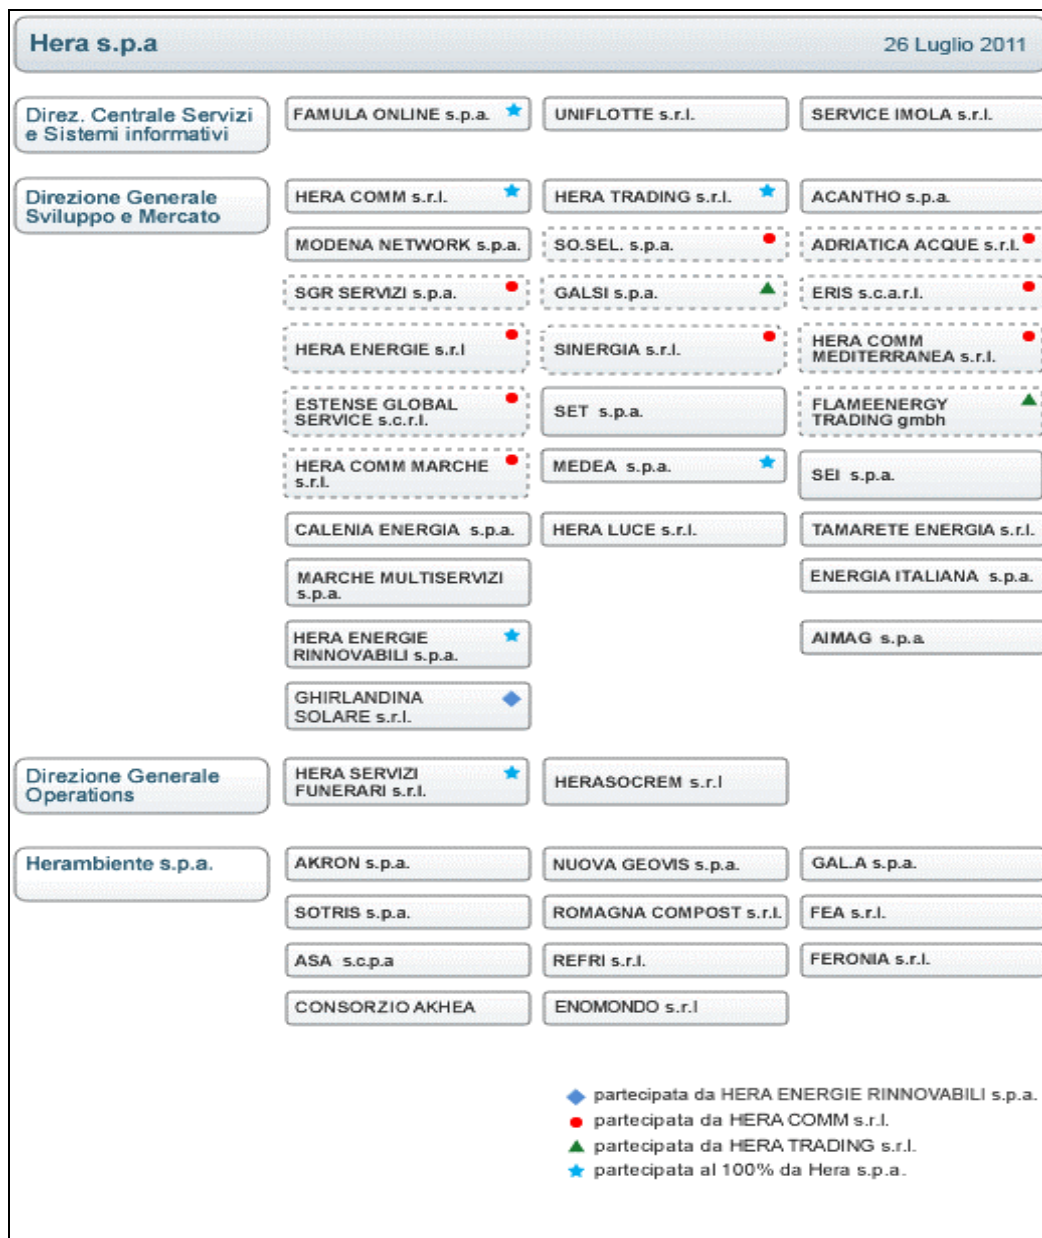 Hera s.p.a
26 Luglio 2011
Direz. Centrale Servizi
e Sistemi informativi
FAMULA ONLINE s.p.a.
UNIFLOTTE s.r.l.
SERVICE IMOLA s.r.l.
Direzione Generale
Sviluppo e Mercato
HERA COMM s.r.l.
HERA TRADING s.r.l.
ACANTHO s.p.a.
MODENA NETWORK s.p.a.
SO.SEL. s.p.a.
ADRIATICA ACQUE s.r.l.
SGR SERVIZI s.p.a.
GALSI s.p.a.
ERIS s.c.a.r.l.
HERA ENERGIE s.r.l
SINERGIA s.r.l.
HERA COMM
MEDITERRANEA s.r.l.
ESTENSE GLOBAL
SERVICE s.c.r.l.
SET s.p.a.
FLAMEENERGY
TRADING gmbh
HERA COMM MARCHE
s.r.l.
MEDEA s.p.a.
SEI s.p.a.
CALENIA ENERGIA s.p.a.
HERA LUCE s.r.l.
TAMARETE ENERGIA s.r.l.
MARCHE MULTISERVIZI
s.p.a.
ENERGIA ITALIANA s.p.a.
HERA ENERGIE
RINNOVABILI s.p.a.
AIMAG s.p.a
GHIRLANDINA
SOLARE s.r.l.
Direzione Generale
Operations
HERA SERVIZI
FUNERARI s.r.l.
HERASOCREM s.r.l
Herambiente s.p.a.
AKRON s.p.a.
NUOVA GEOVIS s.p.a.
GAL.A s.p.a.
SOTRIS s.p.a.
ROMAGNA COMPOST s.r.l.
FEA s.r.l.
ASA s.c.p.a
REFRI s.r.l.
FERONIA s.r.l.
CONSORZIO AKHEA
ENOMONDO s.r.l
partecipata da HERA ENERGIE RINNOVABILI s.p.a.
partecipata da HERA COMM s.r.l.
partecipata da HERA TRADING s.r.l.
partecipata al 100% da Hera s.p.a.